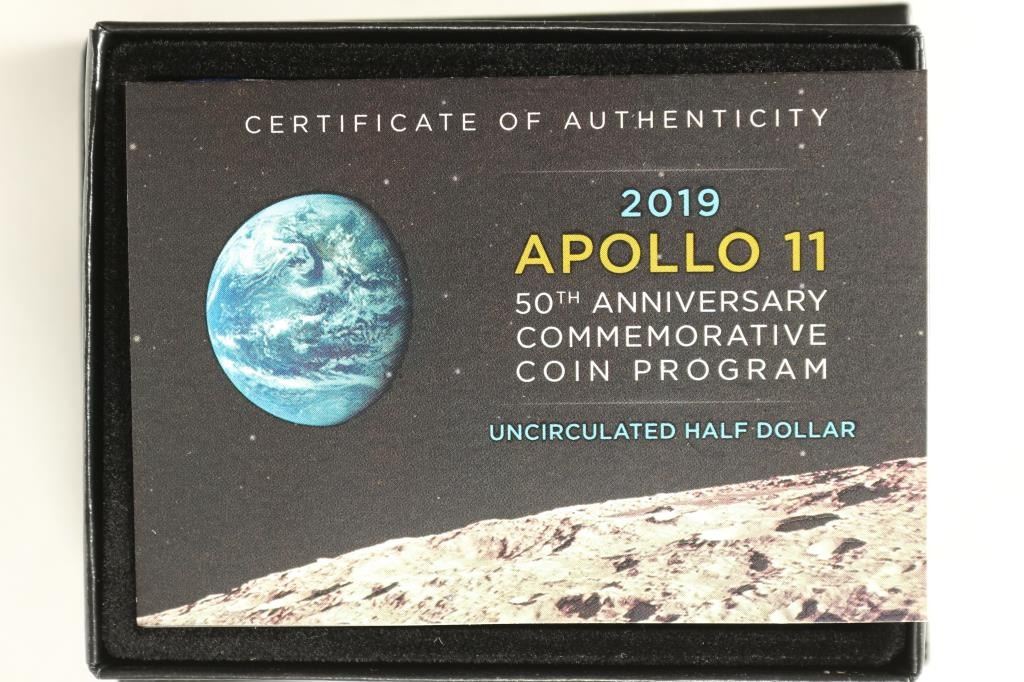 CERTIFICATE OF AUTHENTICITY
2019
APOLLO 11
50TH ANNIVERSARY
COMMEMORATIVE
COIN PROGRAM
UNCIRCULATED HALF DOLLAR